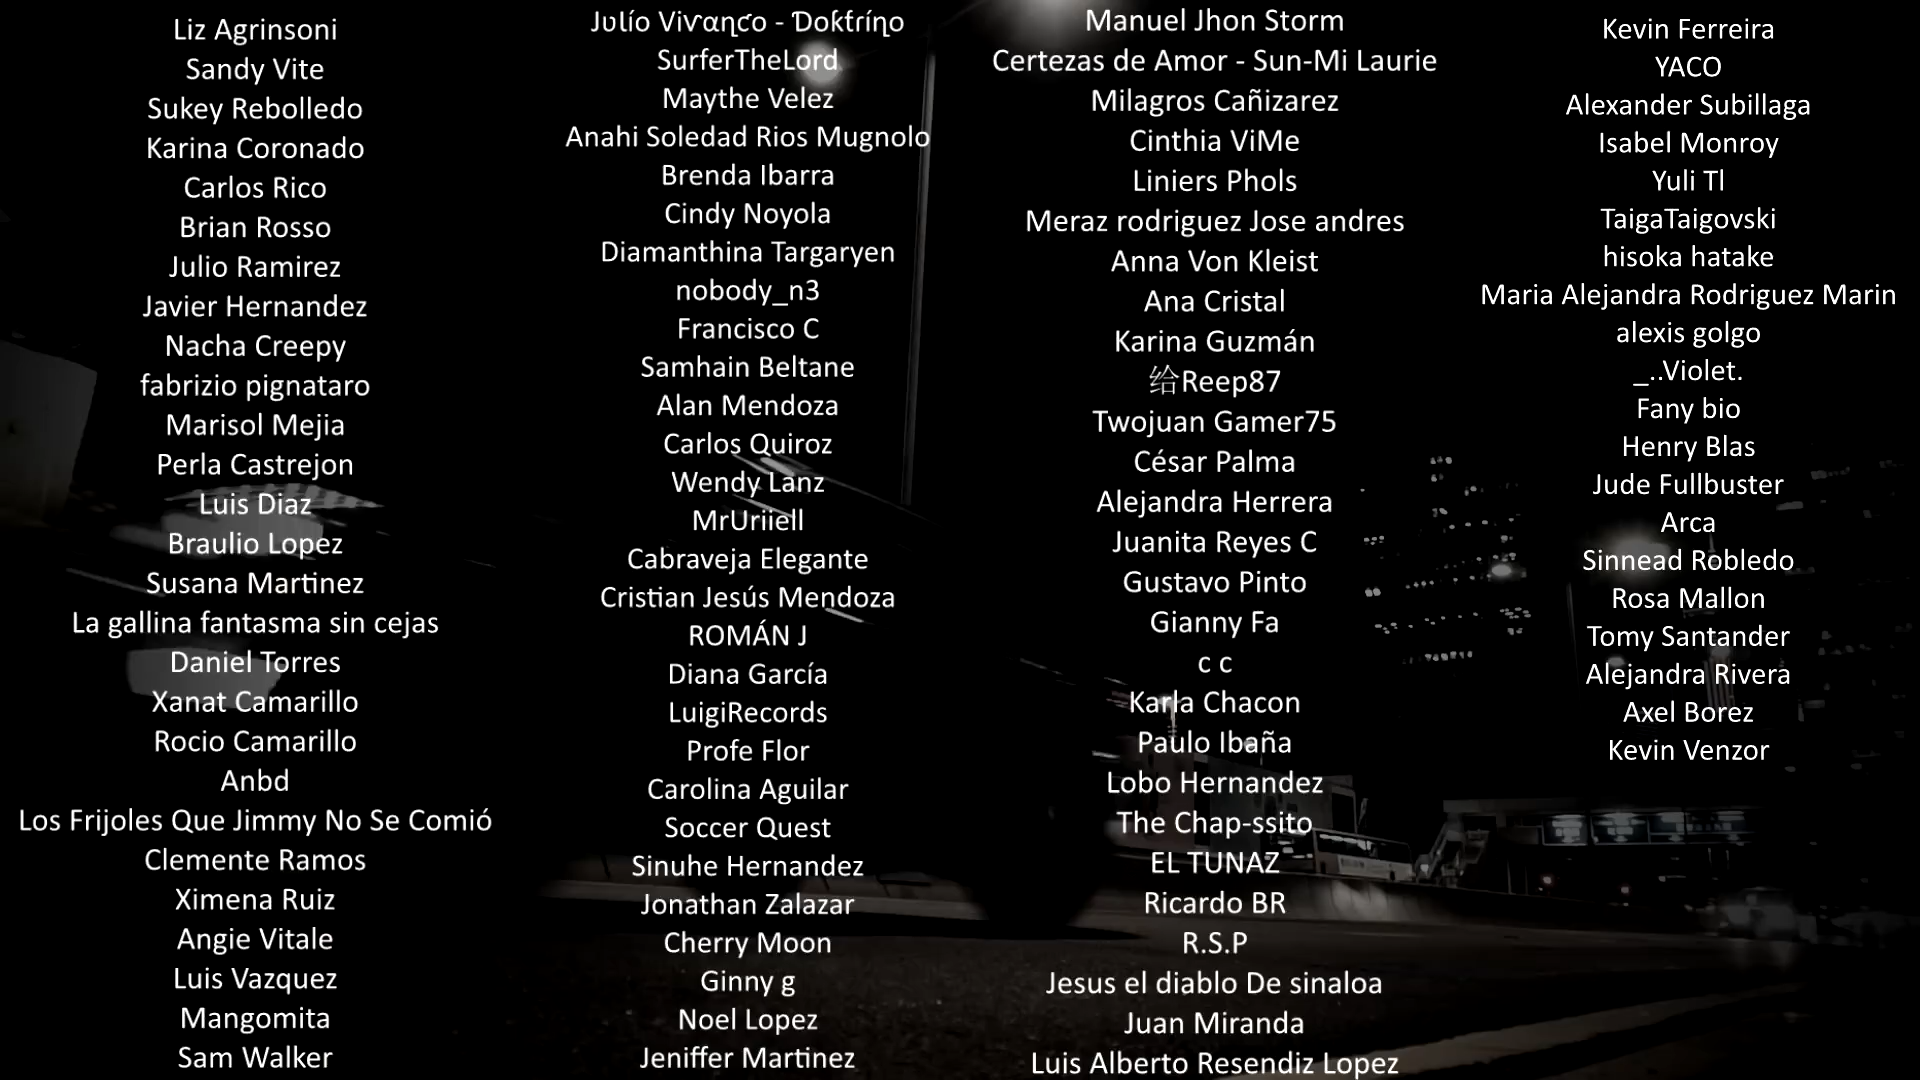 Liz Agrinsoni
Sandy Vite
Sukey Rebolledo
Karina Coronado
Carlos Rico
Brian Rosso
Julio Ramirez
Javier Hernandez
Nacha Creepy
fabrizio pignataro
Marisol Mejia
Perla Castrejon
Luis Diaz
Braulio Lopez
Susana Martinez
La gallina fantasma sin cejas
Daniel Torres
Xanat Camarillo
Rocio Camarillo
Anbd
Los Frijoles Que Jimmy No Se Comió
Clemente Ramos
Ximena Ruiz
Angie Vitale
Luis Vazquez
Mangomita
Sam Walker
Jυlío Vivɑɳco - Ɗoƙtríɳo
SurferTheLord
Maythe Velez
Anahi Soledad Rios Mugnolo
Brenda Ibarra
Cindy Noyola
Diamanthina Targaryen
nobody_n3
Francisco C
Samhain Beltane
Alan Mendoza
Carlos Quiroz
Wendy Lanz
MrUriiell
Cabraveja Elegante
Cristian Jesús Mendoza
ROMÁN J
Diana García
LuigiRecords
Profe Flor
Carolina Aguilar
Soccer Quest
Sinuhe Hernandez
Jonathan Zalazar
Cherry Moon
Ginny g
Noel Lopez
Jeniffer Martinez
Manuel Jhon Storm
Certezas de Amor - Sun-Mi Laurie
Milagros Cañizarez
Cinthia ViMe
Liniers Phols
Meraz rodriguez Jose andres
Anna Von Kleist
Ana Cristal
Karina Guzmán
给Reep87
Twojuan Gamer75
César Palma
Alejandra Herrera
Juanita Reyes C
Gustavo Pinto
Gianny Fa
c c
Karla Chacon
Paulo Ibaña
Lobo Hernandez
The Chap-ssito
EL TUNAZ
Ricardo BR
R.S.P
Jesus el diablo De sinaloa
Juan Miranda
Luis Alberto Resendiz Lopez
Kevin Ferreira
YACO
Alexander Subillaga
Isabel Monroy
Yuli Tl
TaigaTaigovski
hisoka hatake
Maria Alejandra Rodriguez Marin
alexis golgo
_..Violet.
Fany bio
Henry Blas
Jude Fullbuster
Arca
Sinnead Robledo
Rosa Mallon
Tomy Santander
Alejandra Rivera
Axel Borez
Kevin Venzor